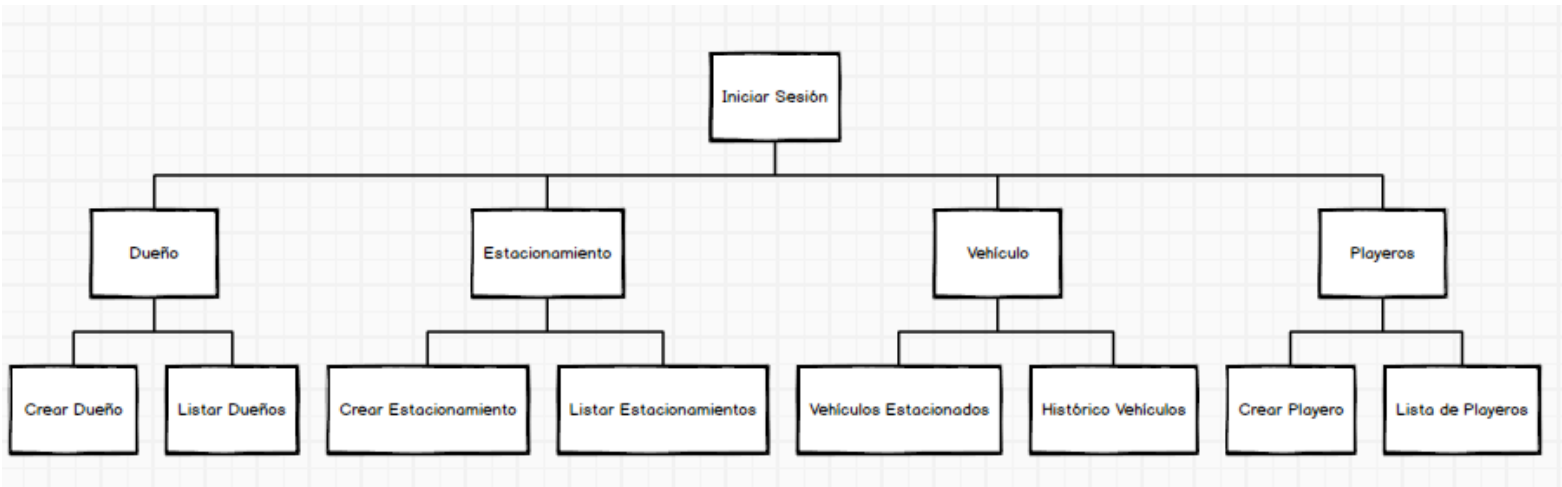 Iniciar Sesión
Dueño
Estacionamiento
Vehículo
Playeros
Crear Dueño
Listar Dueños
Crear Estacionamiento
Listar Estacionamientos
Vehículos Estacionados
Histórico Vehículos
Crear Playero
Lista de Playeros